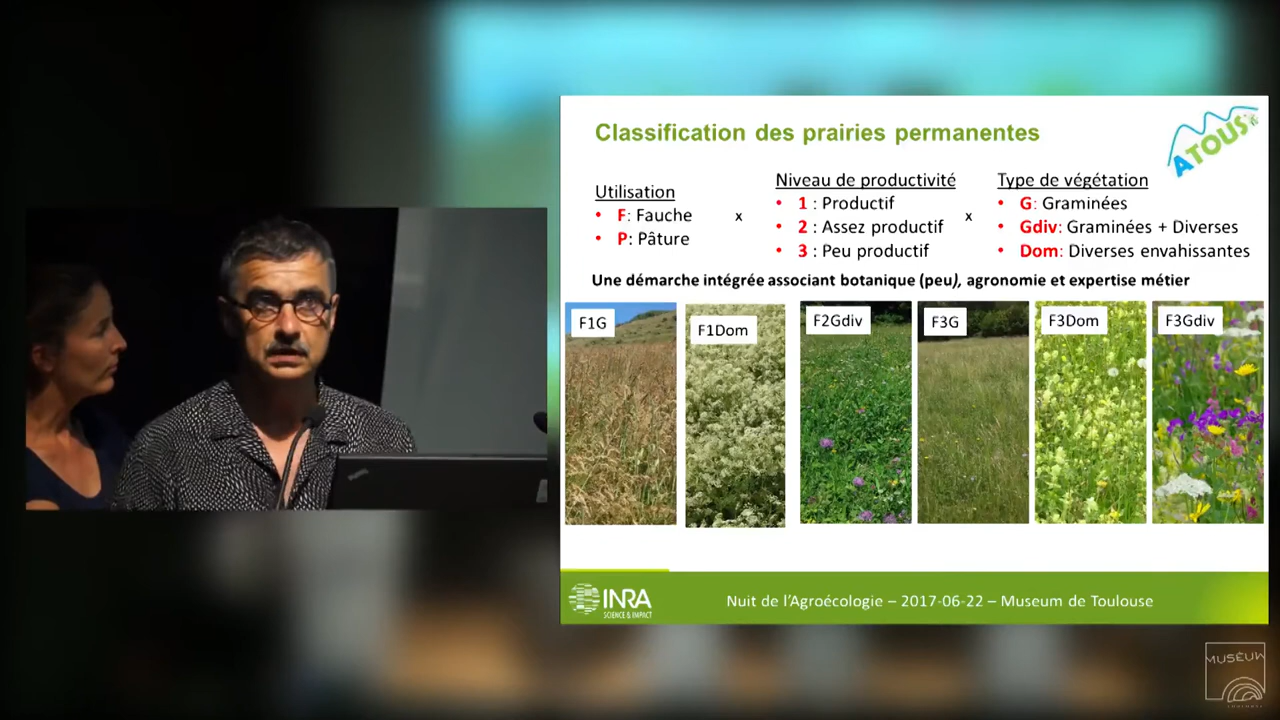 Classification des prairies permanentes
ATOUS
Utilisation
• F: Fauche
• P: Pâture
x
Niveau de productivité
• 1 : Productif
• 2 : Assez productif
• 3 : Peu productif
x
Type de végétation
• G: Graminées
• Gdiv: Graminées + Diverses
• Dom: Diverses envahissantes
Une démarche intégrée associant botanique (peu), agronomie et expertise métier
F1G
F1Dom
F2Gdiv
F3G
F3Dom
F3Gdiv
INRA
SCIENCE & IMPACT
Nuit de l'Agroécologie – 2017-06-22 – Museum de Toulouse
MUSEUM
TOULOUSE